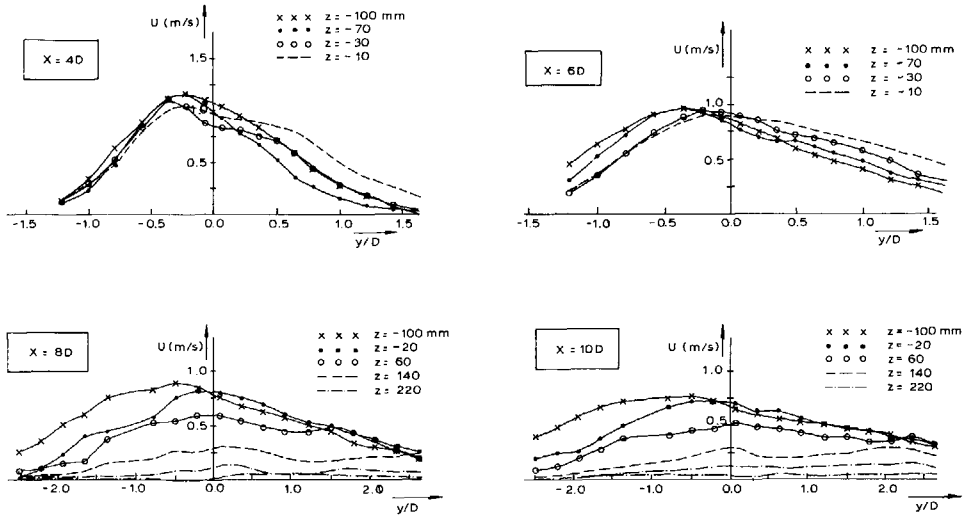 U (m/s)
x x x z = -100 mm
z = -70
z = -30
z = -10
X = 4D
1.5
1.0
0.5
-1.5 -1.0 -0.5 0.0 0.5 1.0 1.5
y/D
U (m/s)
x x x z = -100 mm
z = -70
z = -30
z = -10
X = 6D
1.0
0.5
-1.5 -1.0 -0.5 0.0 0.5 1.0 1.5
y/D
U (m/s)
x x x z = -100 mm
z = -20
z = 60
z = 140
z = 220
X = 8D
1.0
0.5
-2.0 -1.0 0.0 1.0 2.0
y/D
U (m/s)
x x x z = -100 mm
z = -20
z = 60
z = 140
z = 220
X = 10D
1.0
0.5
-2.0 -1.0 0.0 1.0 2.0
y/D